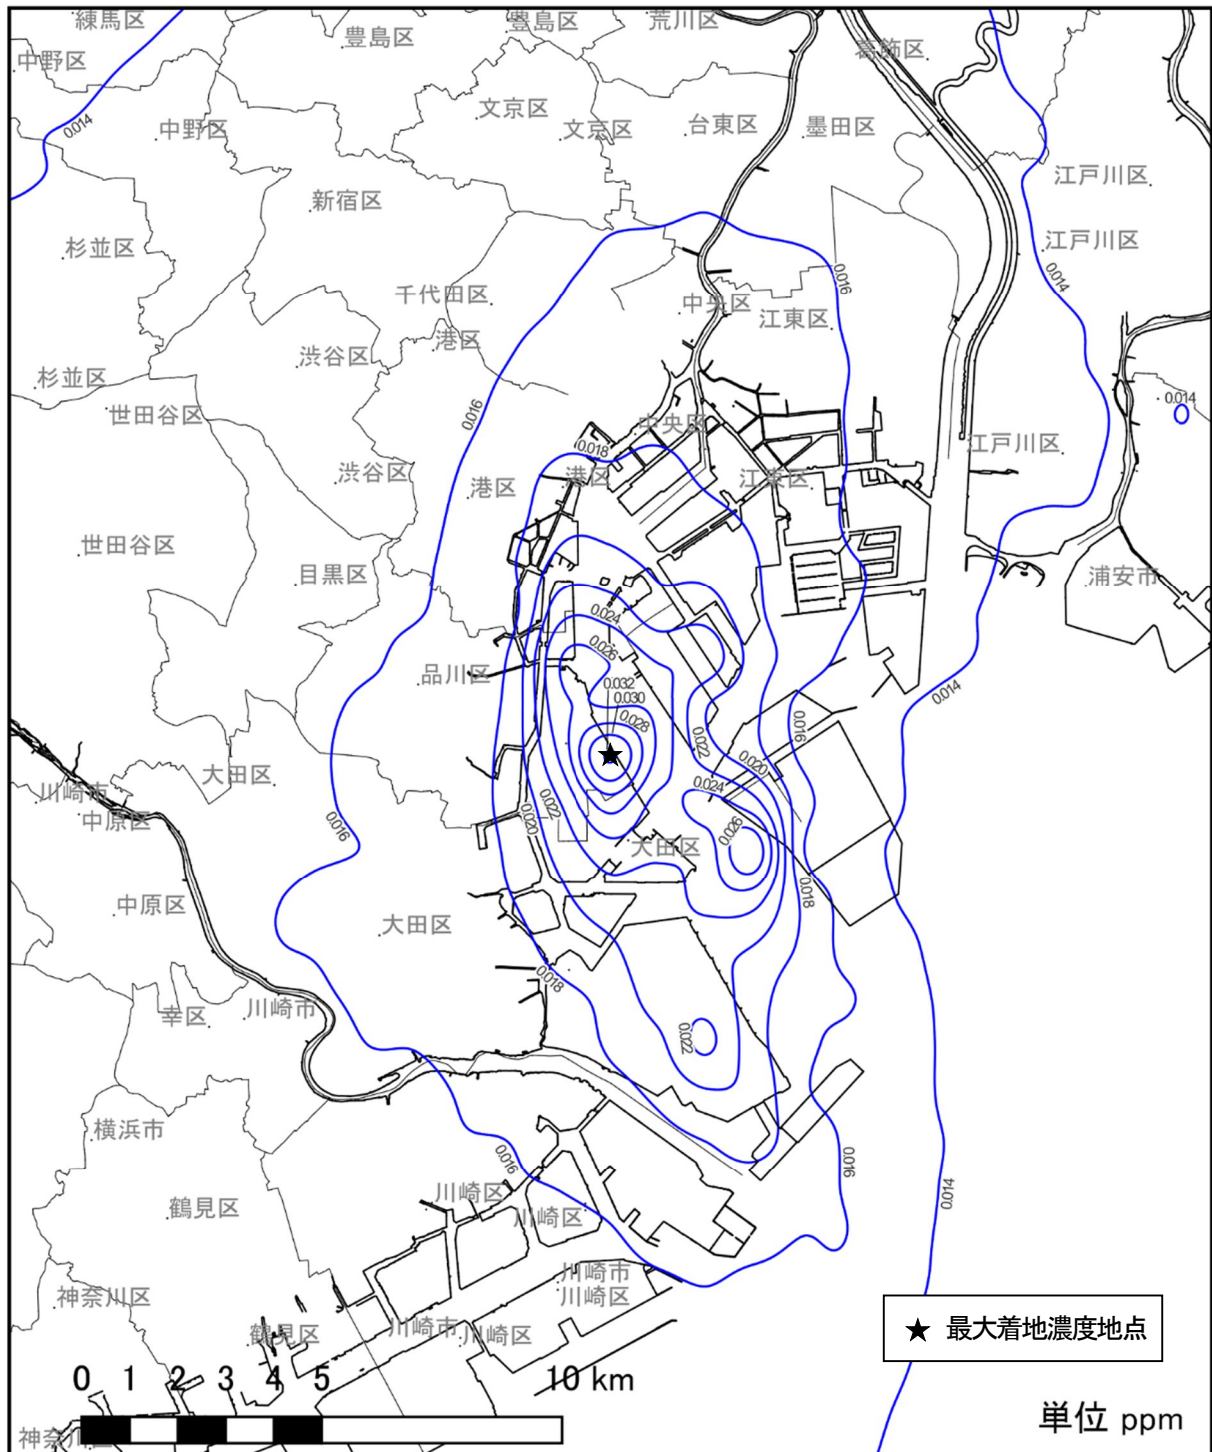 練馬区
豊島区
豊島区
荒川区
葛飾区
中野区
中野区
文京区
文京区
台東区
墨田区
0.014
江戸川区
新宿区
杉並区
江戸川区
0.014
0.016
千代田区
中央区
江東区
港区
渋谷区
杉並区
0.014
世田谷区
0.016
中央区
江戸川区
0.018
渋谷区
港区
港区
江東区
世田谷区
目黒区
浦安市
0.024
0.026
品川区
0.032
0.030
0.014
0.028
0.016
0.022
0.020
大田区
0.024
川崎市
0.022
中原区
0.016
0.020
0.026
大田区
0.018
中原区
大田区
0.018
幸区
川崎市
0.022
横浜市
0.016
0.016
0.014
川崎区
鶴見区
川崎区
川崎市
川崎区
神奈川区
鶴見区
川崎市
川崎区
★ 最大着地濃度地点
0 1 2 3 4 5 10 km
単位 ppm
神奈川区